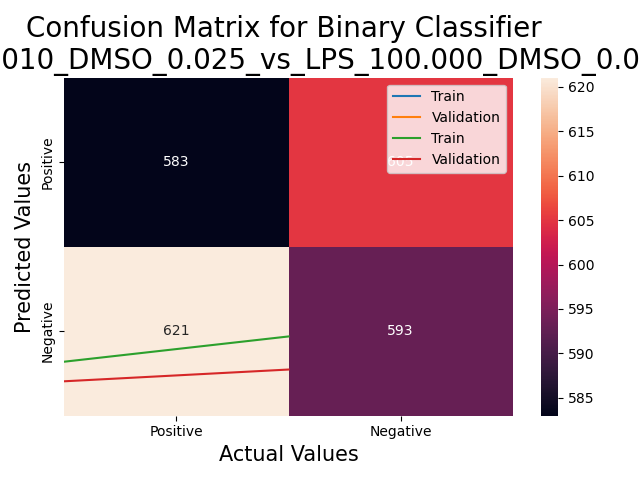 Confusion Matrix for Binary Classifier
010_DMSO_0.025_vs_LPS_100.000_DMSO_0.0
Train
Validation
Train
Validation
Predicted Values
Positive
Negative
583
621
593
Positive
Negative
Actual Values
620
615
610
605
600
595
590
585